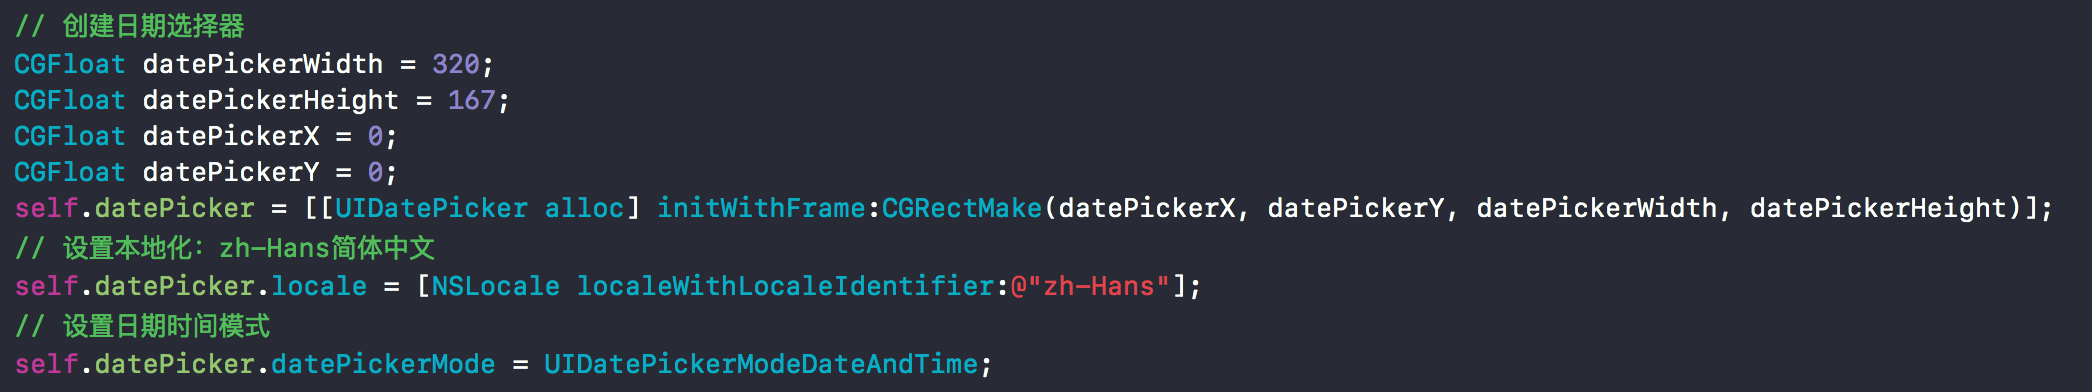 // 创建日期选择器
CGFloat datePickerWidth = 320;
CGFloat datePickerHeight = 167;
CGFloat datePickerX = 0;
CGFloat datePickerY = 0;
self.datePicker = [[UIDatePicker alloc] initWithFrame:CGRectMake(datePickerX, datePickerY, datePickerWidth, datePickerHeight)];
// 设置本地化：zh-Hans简体中文
self.datePicker.locale = [NSLocale localeWithLocaleIdentifier:@"zh-Hans"];
// 设置日期时间模式
self.datePicker.datePickerMode = UIDatePickerModeDateAndTime;